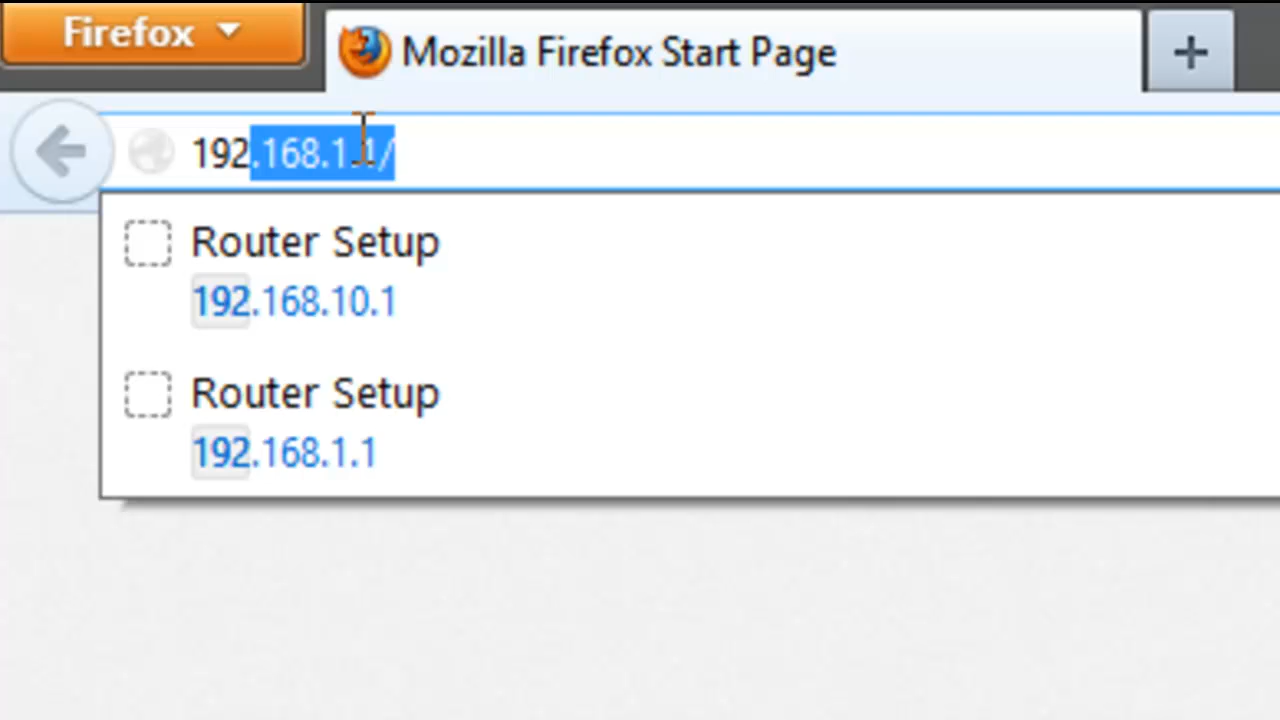 Firefox
Mozilla Firefox Start Page
192.168.1.1/
Router Setup
192.168.10.1
Router Setup
192.168.1.1